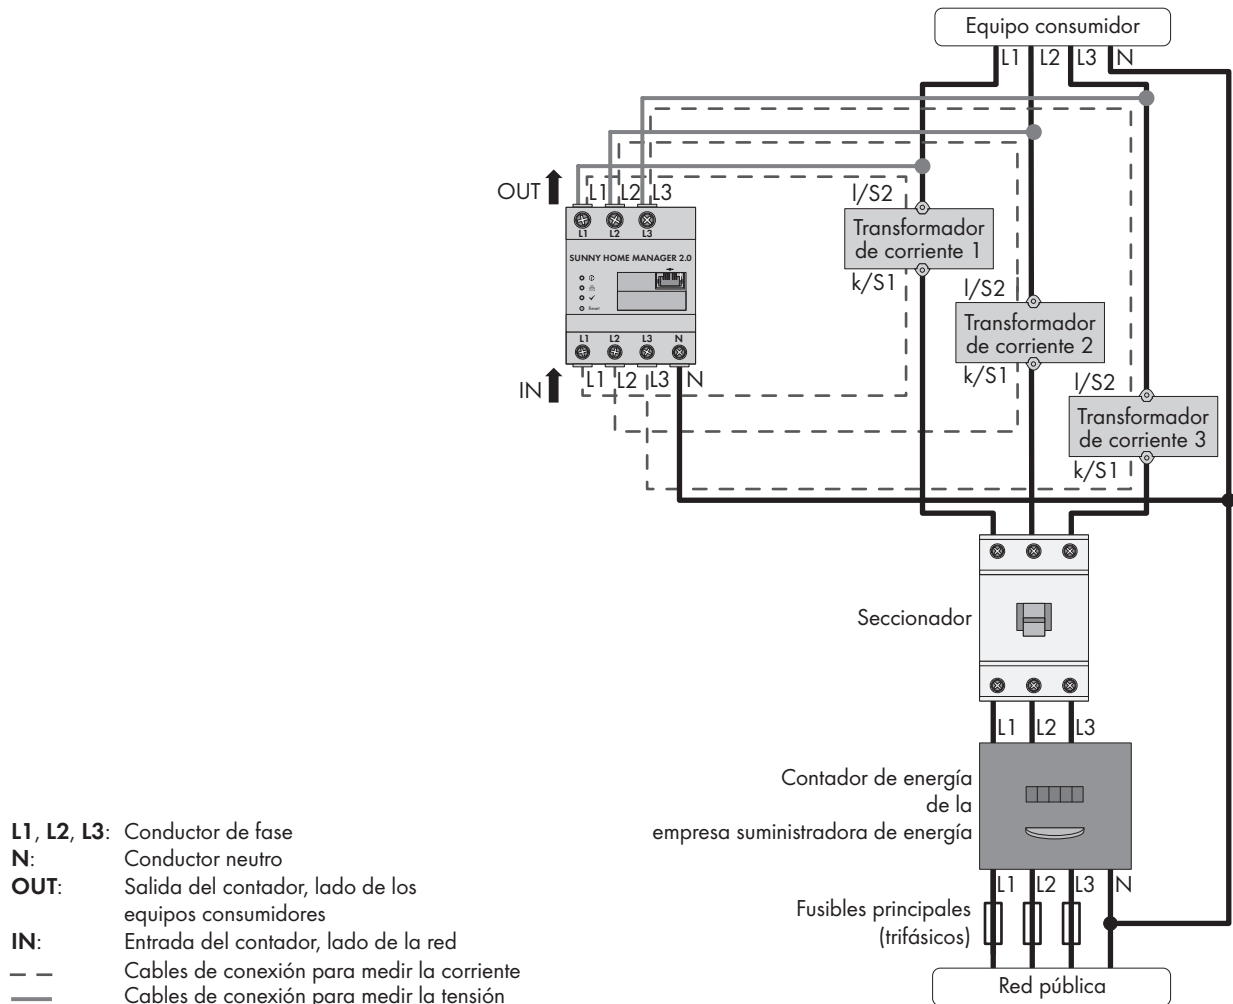 Equipo consumidor
L1 L2 L3 N
OUT L1 L2 L3
L1 L2 L3
SUNNY HOME MANAGER 2.0
Reset
L1 L2 L3 N
IN L1 L2 L3 N
l/S2
Transformador
de corriente 1
k/S1
l/S2
Transformador
de corriente 2
k/S1
l/S2
Transformador
de corriente 3
k/S1
Seccionador
L1 L2 L3
Contador de energía
de la
empresa suministradora de energía
L1 L2 L3 N
Fusibles principales
(trifásicos)
Red pública
L1, L2, L3: Conductor de fase
N: Conductor neutro
OUT: Salida del contador, lado de los
equipos consumidores
IN: Entrada del contador, lado de la red
Cables de conexión para medir la corriente
Cables de conexión para medir la tensión